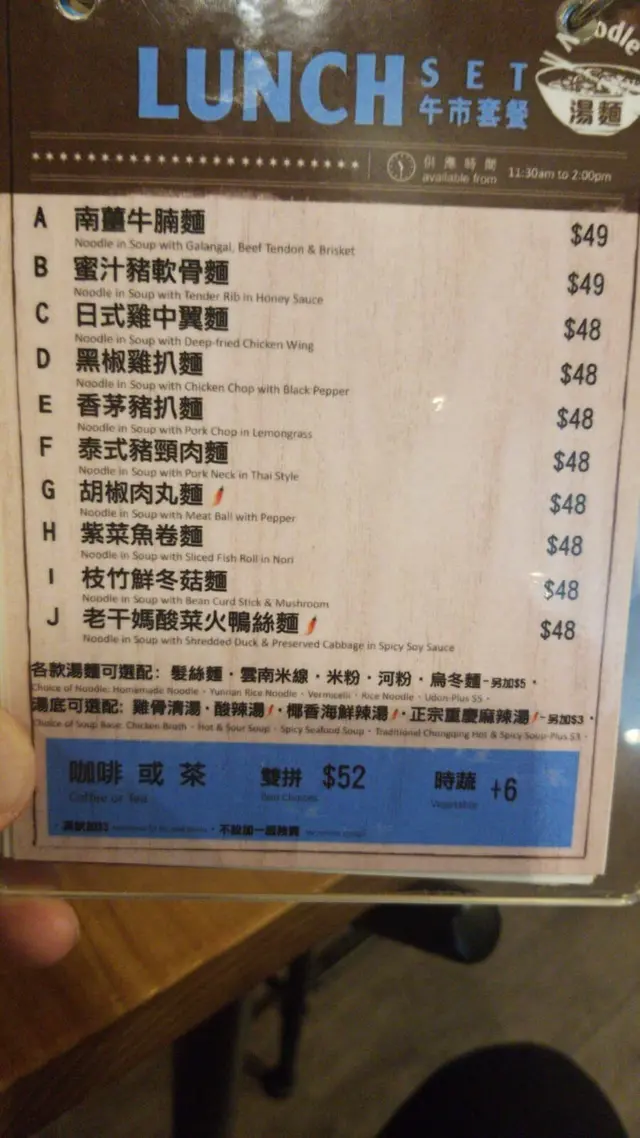 Noodle
湯麵
LUNCH SET
午市套餐
供應時間
available from 11:30am to 2:00pm
A 南薑牛腩麵 $49
Noodle in Soup with Galangal, Beef Tendon & Brisket
B 蜜汁豬軟骨麵 $49
Noodle in Soup with Tender Rib in Honey Sauce
C 日式雞中翼麵 $48
Noodle in Soup with Deep-fried Chicken Wing
D 黑椒雞扒麵 $48
Noodle in Soup with Chicken Chop with Black Pepper
E 香茅豬扒麵 $48
Noodle in Soup with Pork Chop in Lemongrass
F 泰式豬頸肉麵 $48
Noodle in Soup with Pork Neck in Thai Style
G 胡椒肉丸麵 $48
Noodle in Soup with Meat Ball with Pepper
H 紫菜魚卷麵 $48
Noodle in Soup with Sliced Fish Roll in Nori
I 枝竹鮮冬菇麵 $48
Noodle in Soup with Bean Curd Stick & Mushroom
J 老干媽酸菜火鴨絲麵 $48
Noodle in Soup with Shredded Duck & Preserved Cabbage in Spicy Soy Sauce
各款湯麵可選配：髮絲麵·雲南米線·米粉·河粉·烏冬麵-另加$5·
Choice of Noodle: Homemade Noodle · Yunnan Rice Noodle · Vermicelli · Rice Noodle · Udon-Plus $5 ·
湯底可選配：雞骨清湯·酸辣湯·椰香海鮮辣湯·正宗重慶麻辣湯-另加$3·
Choice of Soup Base: Chicken Broth · Hot & Sour Soup · Spicy Seafood Soup · Traditional Chongqing Hot & Spicy Soup-Plus $3 ·
咖啡 或 茶 雙拼 $52 時蔬 +6
Coffee or Tea Two Choices Vegetable
不設加一服務費